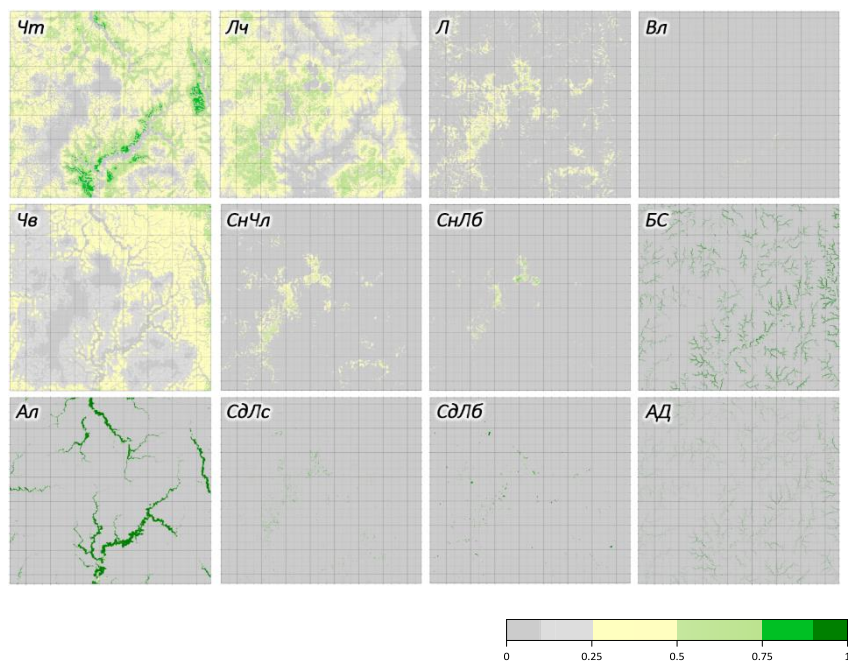 Чт Лч Л Вл
Чв СнЧл СнЛб БС
Ал СдЛс СдЛб АД
0 0.25 0.5 0.75 1